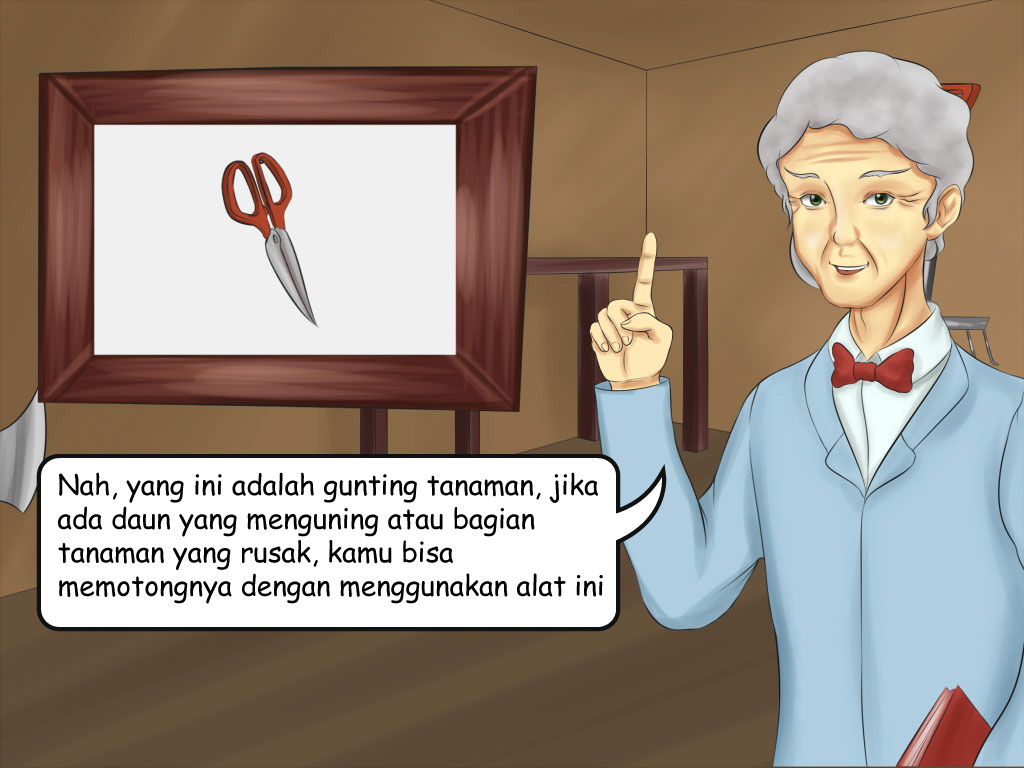 Nah, yang ini adalah gunting tanaman, jika
ada daun yang menguning atau bagian
tanaman yang rusak, kamu bisa
memotongnya dengan menggunakan alat ini